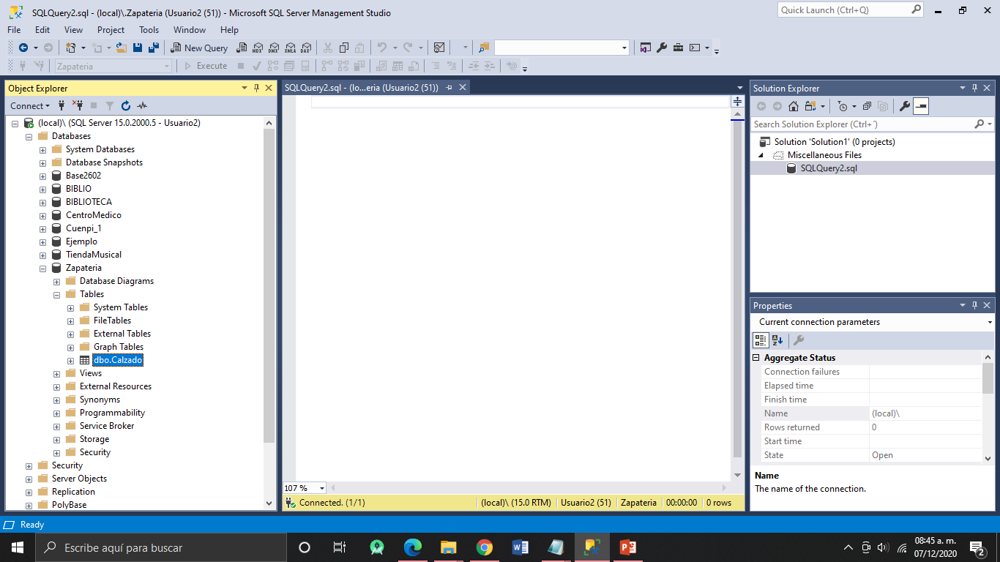 SQLQuery2.sql - (local)\.Zapateria (Usuario2 (51)) - Microsoft SQL Server Management Studio
Quick Launch (Ctrl+Q)
File Edit View Project Tools Window Help
New Query
MDX DMX XMLA DAX
Zapateria
Execute
Object Explorer
Connect
(local)\ (SQL Server 15.0.2000.5 - Usuario2)
Databases
System Databases
Database Snapshots
Base2602
BIBLIO
BIBLIOTECA
CentroMedico
Cuenpi_1
Ejemplo
TiendaMusical
Zapateria
Database Diagrams
Tables
System Tables
FileTables
External Tables
Graph Tables
dbo.Calzado
Views
External Resources
Synonyms
Programmability
Service Broker
Storage
Security
Security
Server Objects
Replication
PolyBase
SQLQuery2.sql - (lo...eria (Usuario2 (51))
107 %
Connected. (1/1)
(local)\ (15.0 RTM)
Usuario2 (51)
Zapateria
00:00:00
0 rows
Solution Explorer
Search Solution Explorer (Ctrl+´)
Solution 'Solution1' (0 projects)
Miscellaneous Files
SQLQuery2.sql
Properties
Current connection parameters
Aggregate Status
Connection failures
Elapsed time
Finish time
Name (local)\
Rows returned 0
Start time
State Open
Name
The name of the connection.
Ready
Escribe aquí para buscar
08:45 a. m.
07/12/2020
2